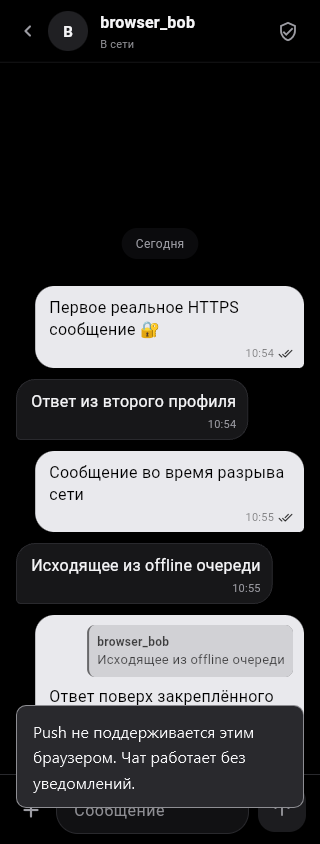 B
browser_bob
В сети
Сегодня
Первое реальное HTTPS
сообщение 🔐
10:54
Ответ из второго профиля
10:54
Сообщение во время разрыва
сети
10:55
Исходящее из offline очереди
10:55
browser_bob
Исходящее из offline очереди
Ответ поверх закреплённого
Push не поддерживается этим
браузером. Чат работает без
уведомлений.
Сообщение